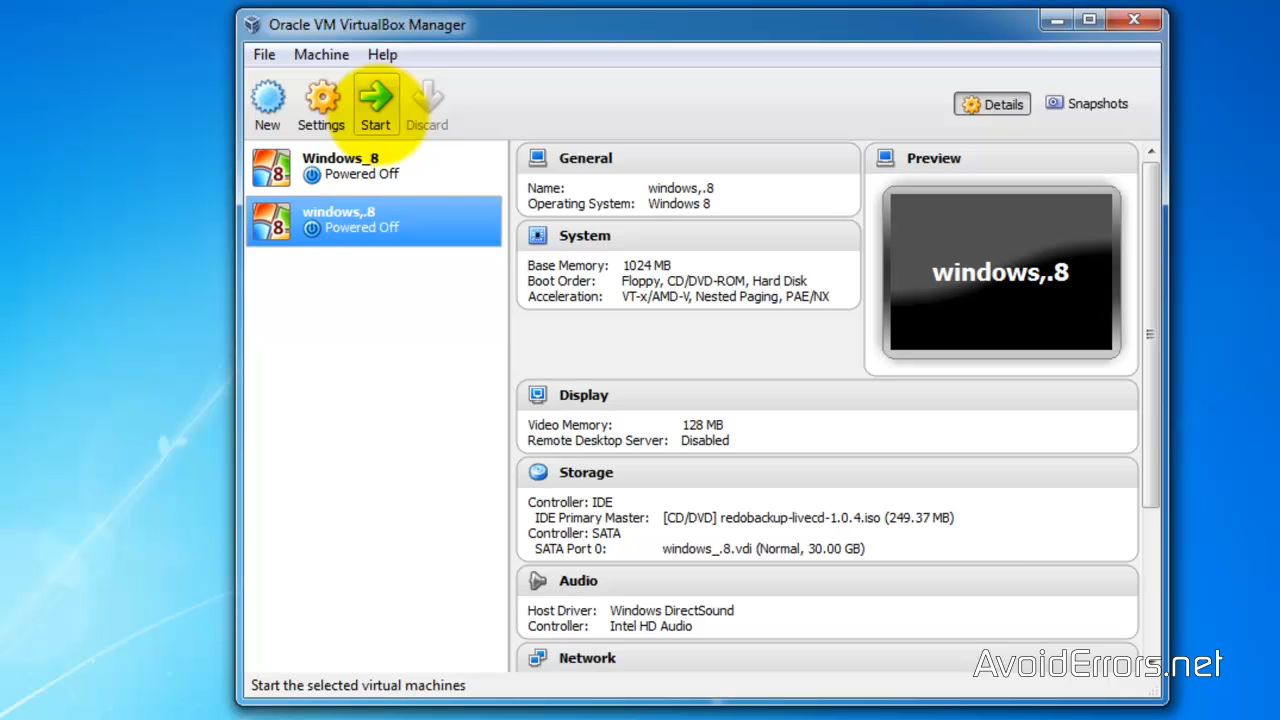 Oracle VM VirtualBox Manager
File Machine Help
New Settings Start Discard
Details Snapshots
Windows_8
Powered Off
windows,.8
Powered Off
General
Name: windows,.8
Operating System: Windows 8
System
Base Memory: 1024 MB
Boot Order: Floppy, CD/DVD-ROM, Hard Disk
Acceleration: VT-x/AMD-V, Nested Paging, PAE/NX
Preview
windows,.8
Display
Video Memory: 128 MB
Remote Desktop Server: Disabled
Storage
Controller: IDE
IDE Primary Master: [CD/DVD] redobackup-livecd-1.0.4.iso (249.37 MB)
Controller: SATA
SATA Port 0: windows_.8.vdi (Normal, 30.00 GB)
Audio
Host Driver: Windows DirectSound
Controller: Intel HD Audio
Network
AvoidErrors.net
Start the selected virtual machines